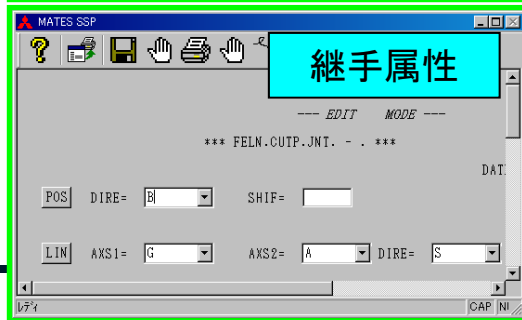 MATES SSP
継手属性
--- EDIT MODE ---
*** FELN.CUTP.JNT. - . ***
DAT
POS DIRE= B SHIF=
LIN AXS1= G AXS2= A DIRE= S
ﾚﾃﾞｨ CAP NU